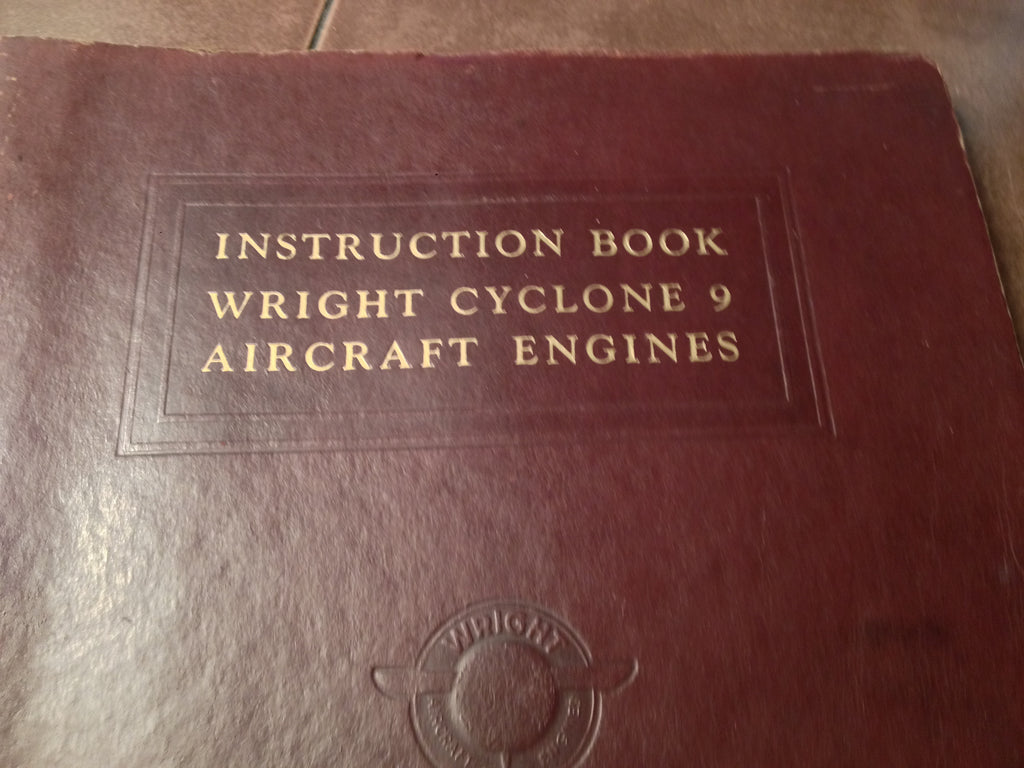 INSTRUCTION BOOK
WRIGHT CYCLONE 9
AIRCRAFT ENGINES
WRIGHT